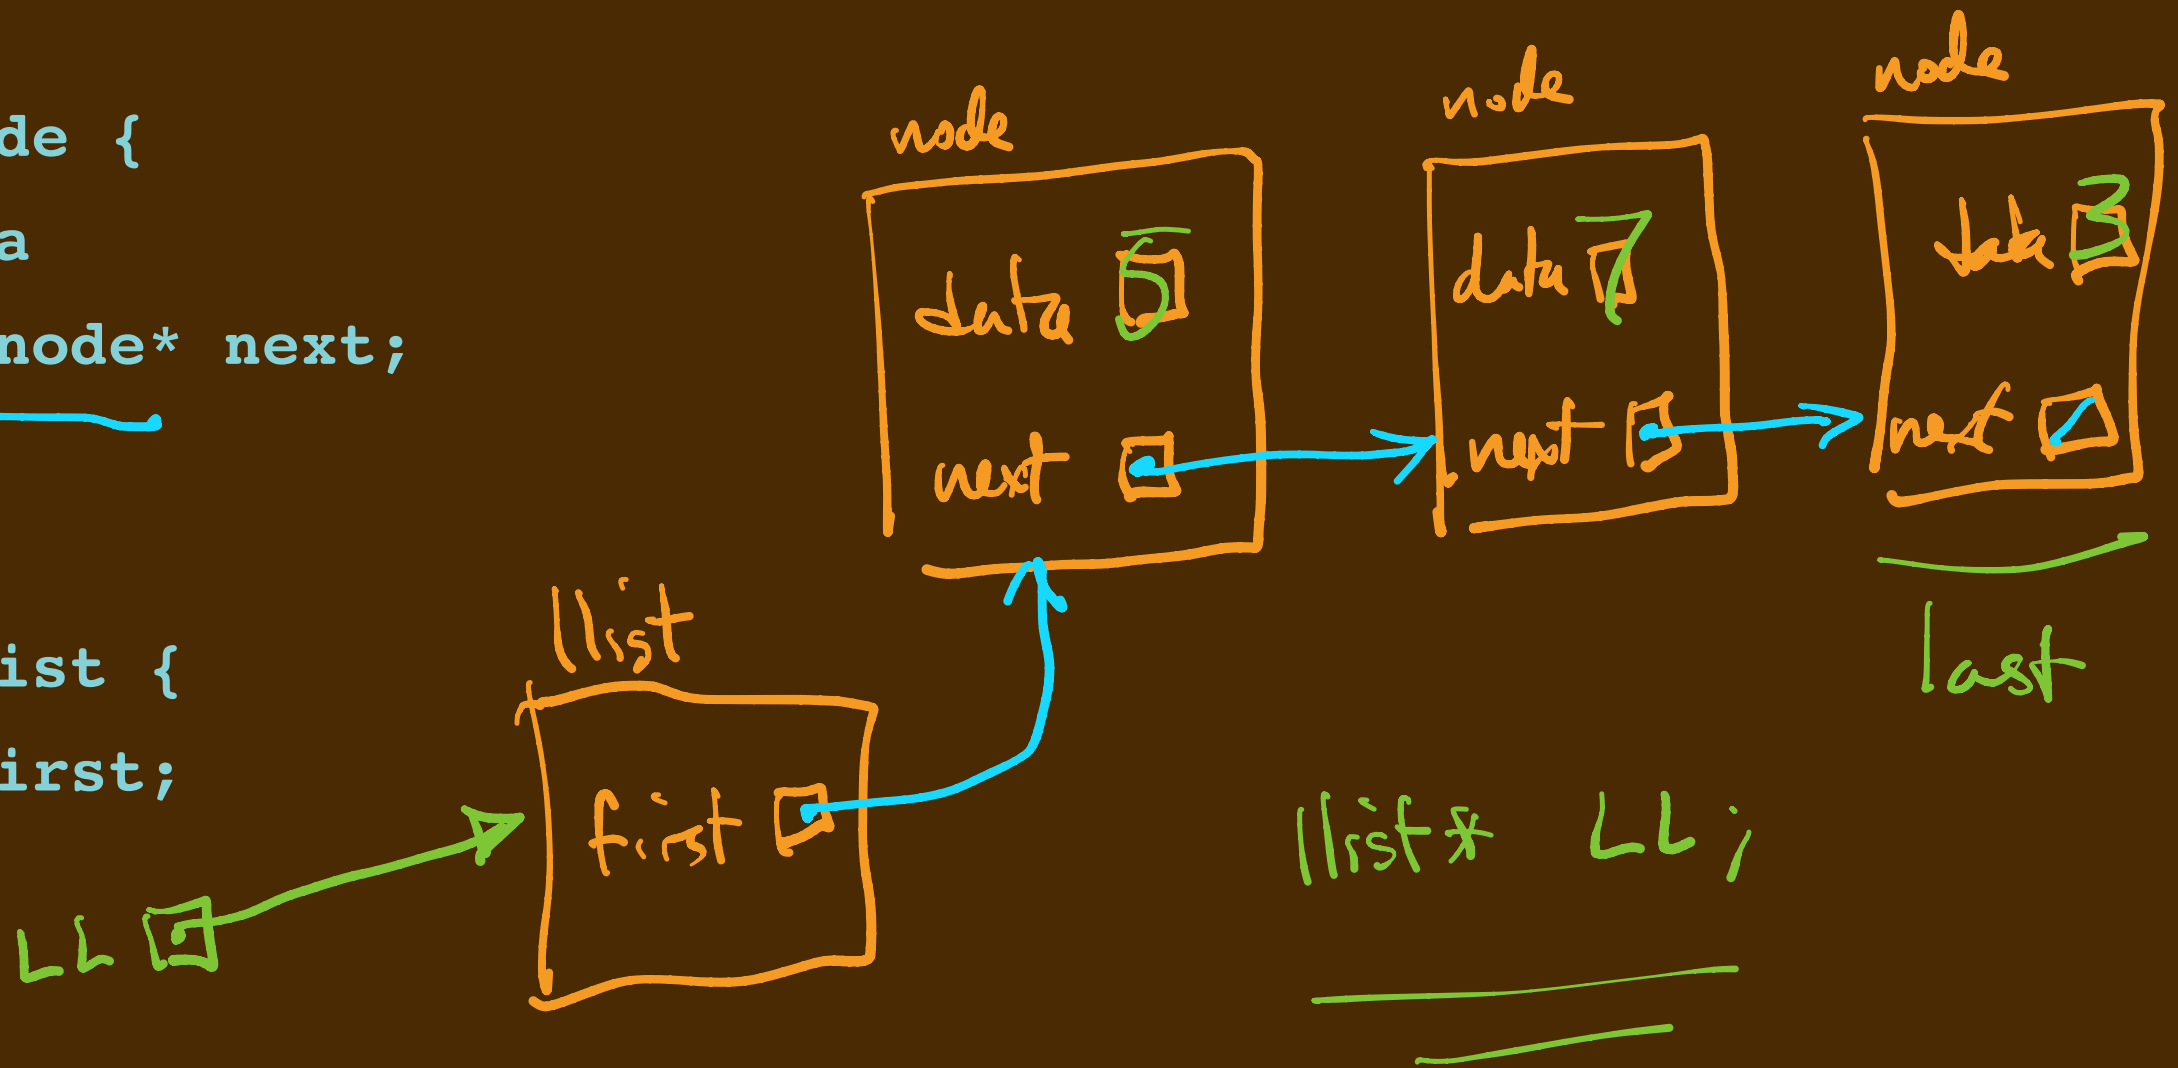 de {
a
node* next;
ist {
irst;
node
data 5
next
node
data 7
next
node
data 3
next
last
llist
first
LL
llist* LL;